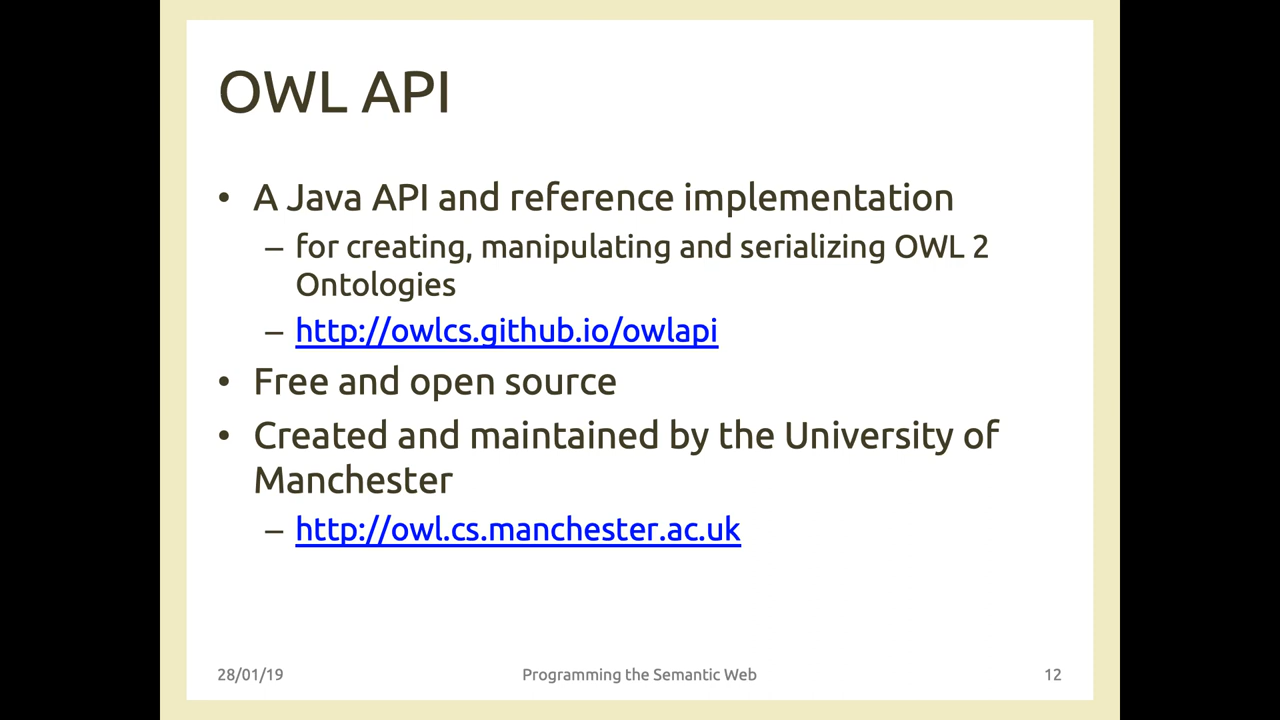 OWL API
• A Java API and reference implementation
– for creating, manipulating and serializing OWL 2
Ontologies
– http://owlcs.github.io/owlapi
• Free and open source
• Created and maintained by the University of
Manchester
– http://owl.cs.manchester.ac.uk
28/01/19 Programming the Semantic Web 12